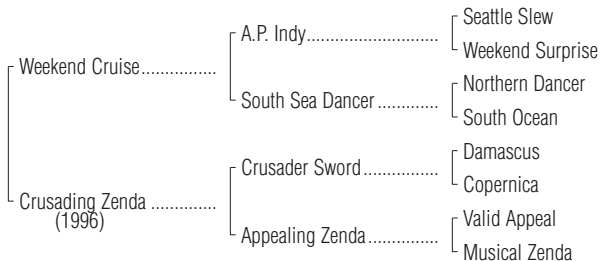 Seattle Slew
A.P. Indy..............................
Weekend Surprise
Weekend Cruise.................
Northern Dancer
South Sea Dancer ..............
South Ocean
Damascus
Crusader Sword.................
Copernica
Crusading Zenda ...............
(1996)
Valid Appeal
Appealing Zenda................
Musical Zenda